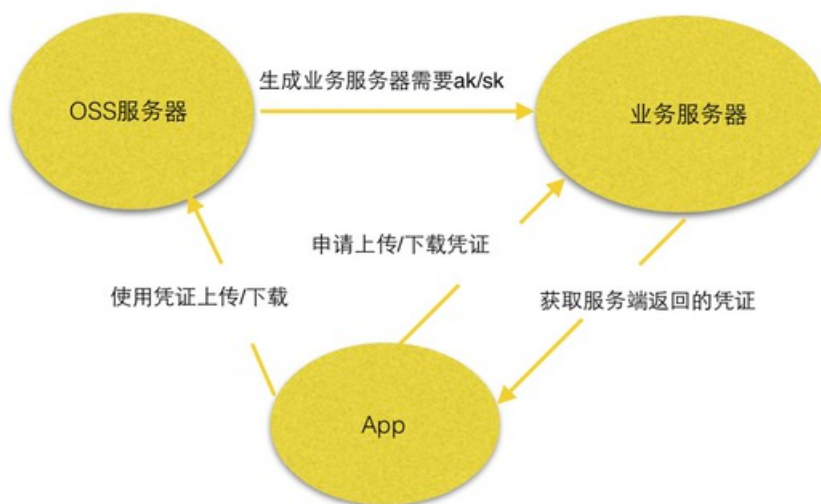 生成业务服务器需要ak/sk
OSS服务器
业务服务器
申请上传/下载凭证
使用凭证上传/下载
获取服务端返回的凭证
App